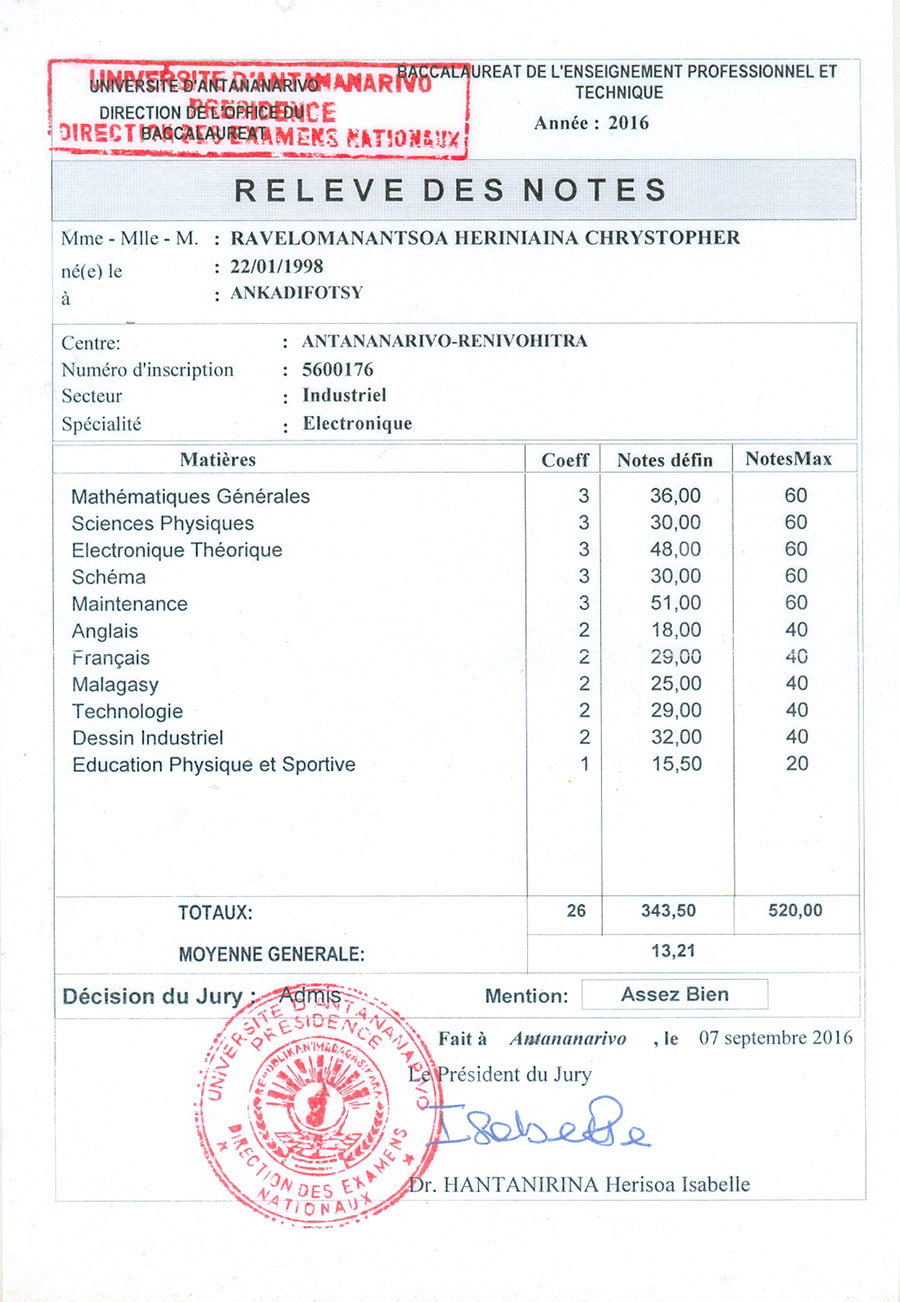 UNIVERSITE D'ANTANANARIVO
PRESIDENCE
DIRECTION DES EXAMENS NATIONAUX
UNIVERSITE D'ANTANANARIVO
DIRECTION DE L'OFFICE DU
BACCALAUREAT
BACCALAUREAT DE L'ENSEIGNEMENT PROFESSIONNEL ET
TECHNIQUE
Année : 2016
RELEVE DES NOTES
Mme - Mlle - M. : RAVELOMANANTSOA HERINIAINA CHRYSTOPHER
né(e) le : 22/01/1998
à : ANKADIFOTSY
Centre: : ANTANANARIVO-RENIVOHITRA
Numéro d'inscription : 5600176
Secteur : Industriel
Spécialité : Electronique
Matières Coeff Notes défin NotesMax
Mathématiques Générales 3 36,00 60
Sciences Physiques 3 30,00 60
Electronique Théorique 3 48,00 60
Schéma 3 30,00 60
Maintenance 3 51,00 60
Anglais 2 18,00 40
Français 2 29,00 40
Malagasy 2 25,00 40
Technologie 2 29,00 40
Dessin Industriel 2 32,00 40
Education Physique et Sportive 1 15,50 20
TOTAUX: 26 343,50 520,00
MOYENNE GENERALE: 13,21
Décision du Jury : Admis Mention: Assez Bien
Fait à Antananarivo , le 07 septembre 2016
Le Président du Jury
Isabelle
Dr. HANTANIRINA Herisoa Isabelle
UNIVERSITE D'ANTANANARIVO
PRESIDENCE
REPOBLIKAN'I MADAGASIKARA
DIRECTION DES EXAMENS
NATIONAUX